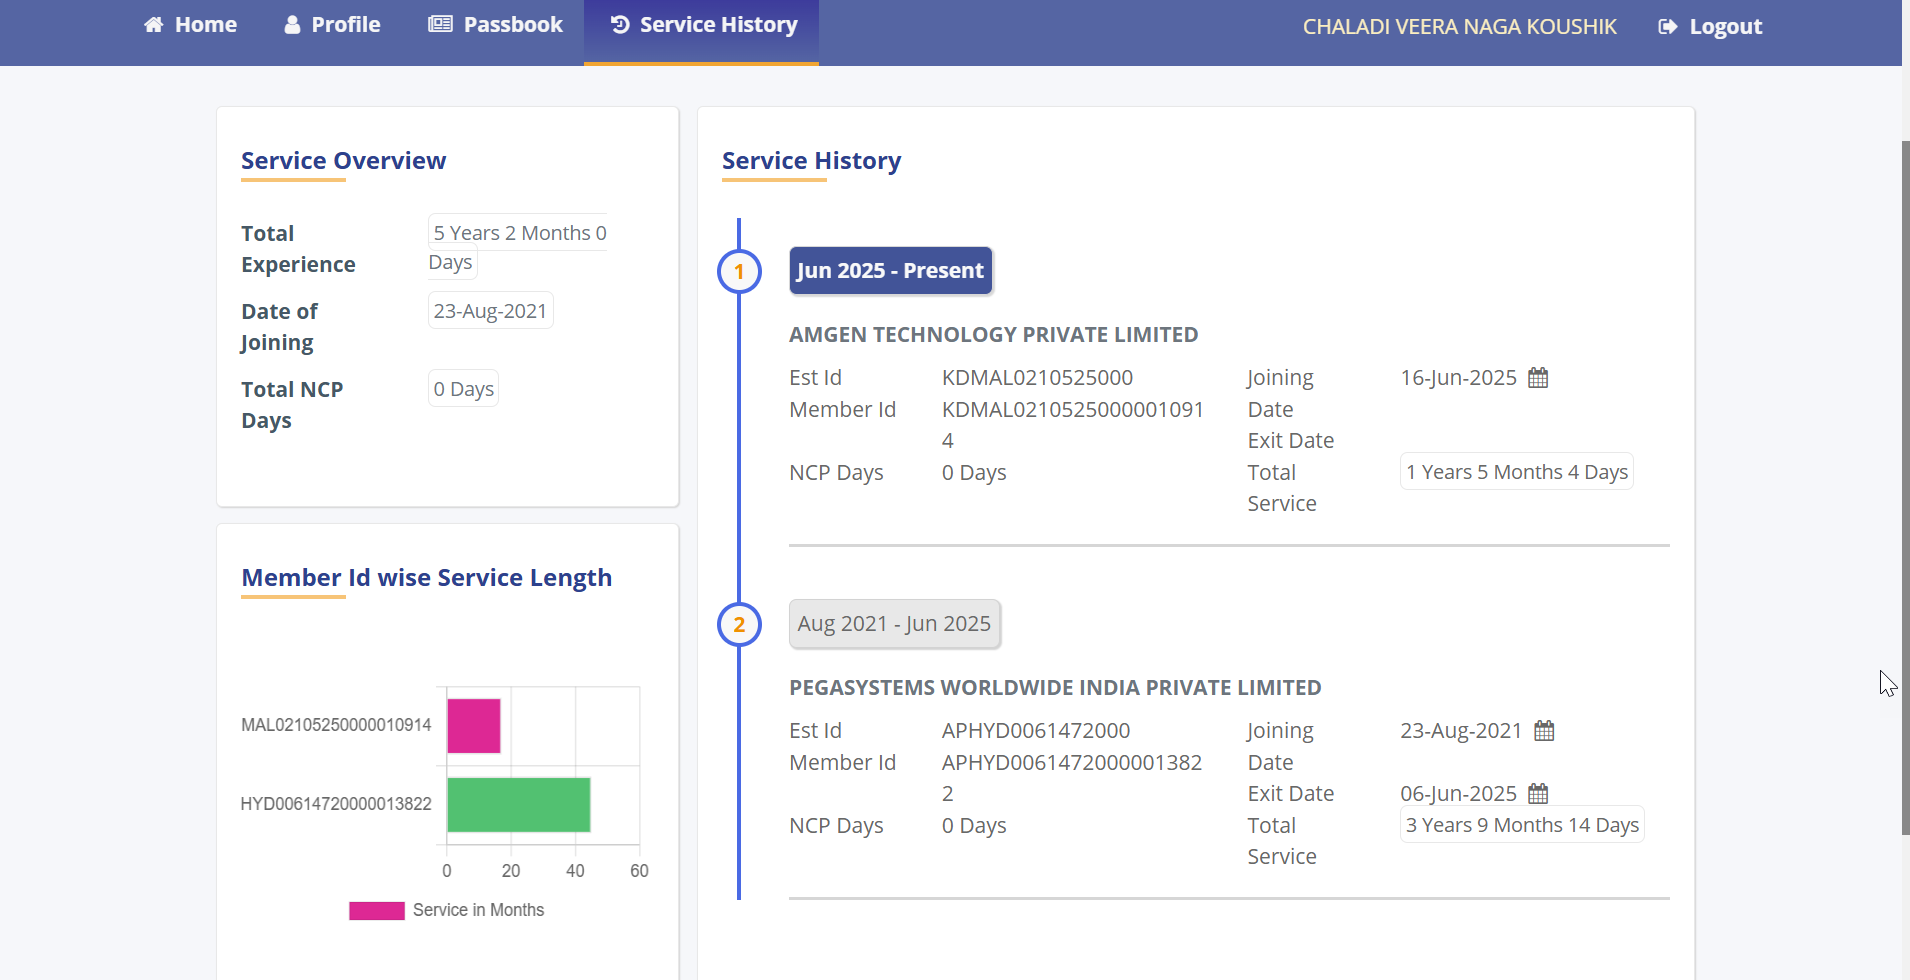 Home Profile Passbook Service History CHALADI VEERA NAGA KOUSHIK Logout
Service Overview
Total Experience
5 Years 2 Months 0 Days
Date of Joining
23-Aug-2021
Total NCP Days
0 Days
Member Id wise Service Length
MAL02105250000010914
HYD00614720000013822
0 20 40 60
Service in Months
Service History
1
Jun 2025 - Present
AMGEN TECHNOLOGY PRIVATE LIMITED
Est Id KDMAL0210525000 Joining 16-Jun-2025
Member Id KDMAL0210525000001091 Date
4 Exit Date
NCP Days 0 Days Total 1 Years 5 Months 4 Days
Service
2
Aug 2021 - Jun 2025
PEGASYSTEMS WORLDWIDE INDIA PRIVATE LIMITED
Est Id APHYD0061472000 Joining 23-Aug-2021
Member Id APHYD0061472000001382 Date
2 Exit Date 06-Jun-2025
NCP Days 0 Days Total 3 Years 9 Months 14 Days
Service